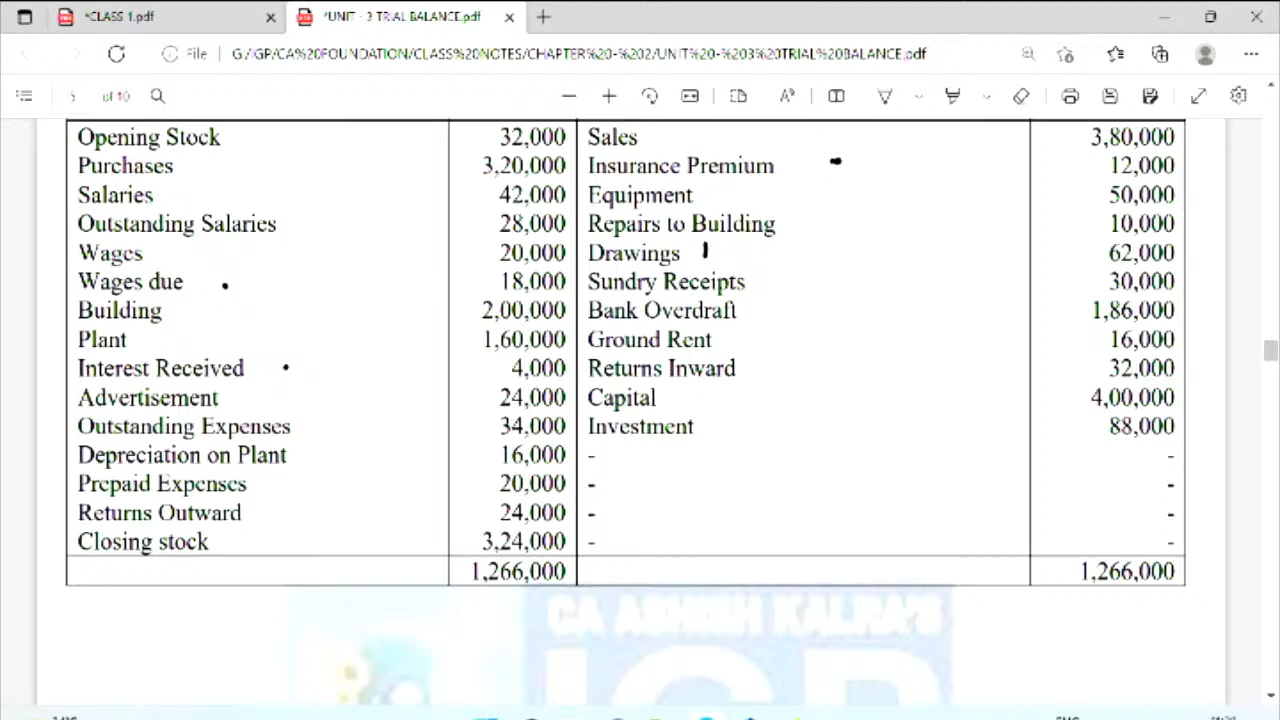 *CLASS 1.pdf
*UNIT - 3 TRIAL BALANCE.pdf
File
G:/IGP/CA%20FOUNDATION/CLASS%20NOTES/CHAPTER%20-%202/UNIT%20-%203%20TRIAL%20BALANCE.pdf
5 of 10
Opening Stock 32,000 Sales 3,80,000
Purchases 3,20,000 Insurance Premium 12,000
Salaries 42,000 Equipment 50,000
Outstanding Salaries 28,000 Repairs to Building 10,000
Wages 20,000 Drawings 62,000
Wages due 18,000 Sundry Receipts 30,000
Building 2,00,000 Bank Overdraft 1,86,000
Plant 1,60,000 Ground Rent 16,000
Interest Received 4,000 Returns Inward 32,000
Advertisement 24,000 Capital 4,00,000
Outstanding Expenses 34,000 Investment 88,000
Depreciation on Plant 16,000 - -
Prepaid Expenses 20,000 - -
Returns Outward 24,000 - -
Closing stock 3,24,000 - -
1,266,000 1,266,000
CA ASHISH KALRA'S
IGP